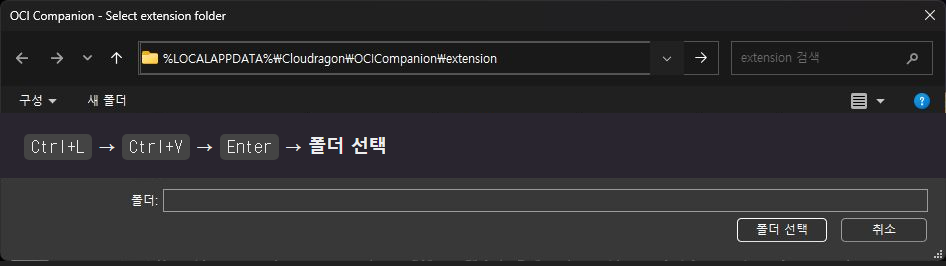 OCI Companion - Select extension folder
%LOCALAPPDATA%₩Cloudragon₩OCICompanion₩extension
extension 검색
구성
새 폴더
Ctrl+L → Ctrl+V → Enter → 폴더 선택
폴더:
폴더 선택
취소